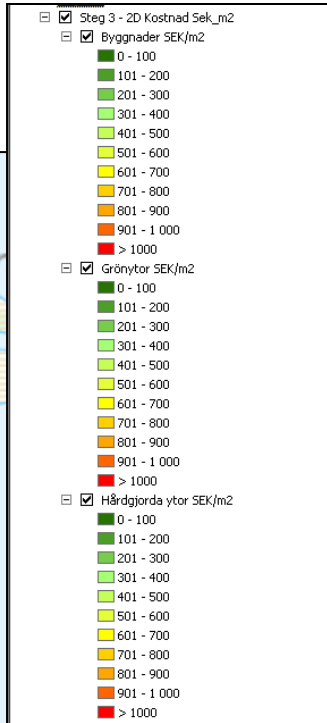 Steg 3 - 2D Kostnad Sek_m2
Byggnader SEK/m2
0 - 100
101 - 200
201 - 300
301 - 400
401 - 500
501 - 600
601 - 700
701 - 800
801 - 900
901 - 1 000
> 1000
Grönytor SEK/m2
0 - 100
101 - 200
201 - 300
301 - 400
401 - 500
501 - 600
601 - 700
701 - 800
801 - 900
901 - 1 000
> 1000
Hårdgjorda ytor SEK/m2
0 - 100
101 - 200
201 - 300
301 - 400
401 - 500
501 - 600
601 - 700
701 - 800
801 - 900
901 - 1 000
> 1000